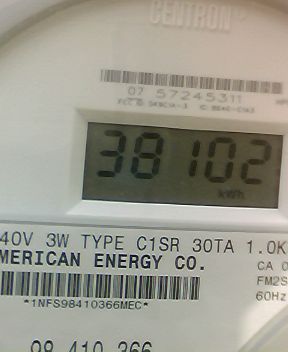 CENTRON®
07 57245311
38102
kWh
40V 3W TYPE C1SR 30TA 1.0K
MERICAN ENERGY CO.
CA 0
FM2S
*1NFS98410366MEC*
60Hz
98 410 366